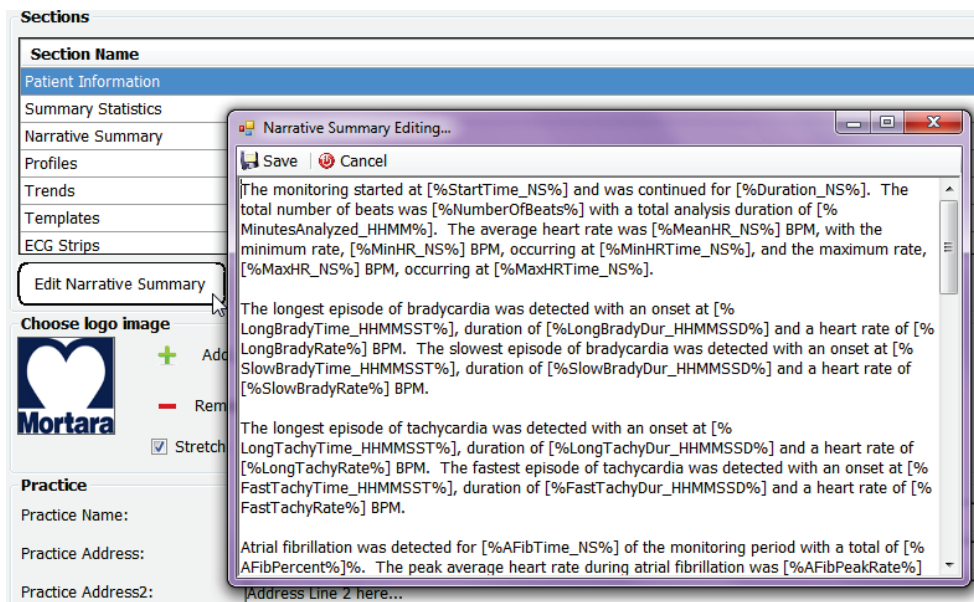 Sections
Section Name
Patient Information
Summary Statistics
Narrative Summary
Profiles
Trends
Templates
ECG Strips
Edit Narrative Summary
Choose logo image
Mortara
Add
Rem
Stretch
Practice
Practice Name:
Practice Address:
Practice Address2:
Address Line 2 here...
Narrative Summary Editing...
Save
Cancel
The monitoring started at [%StartTime_NS%] and was continued for [%Duration_NS%].  The
total number of beats was [%NumberOfBeats%] with a total analysis duration of [%
MinutesAnalyzed_HHMM%].  The average heart rate was [%MeanHR_NS%] BPM, with the
minimum rate, [%MinHR_NS%] BPM, occurring at [%MinHRTime_NS%], and the maximum rate,
[%MaxHR_NS%] BPM, occurring at [%MaxHRTime_NS%].
The longest episode of bradycardia was detected with an onset at [%
LongBradyTime_HHMMSST%], duration of [%LongBradyDur_HHMMSSD%] and a heart rate of [%
LongBradyRate%] BPM.  The slowest episode of bradycardia was detected with an onset at [%
SlowBradyTime_HHMMSST%], duration of [%SlowBradyDur_HHMMSSD%] and a heart rate of
[%SlowBradyRate%] BPM.
The longest episode of tachycardia was detected with an onset at [%
LongTachyTime_HHMMSST%], duration of [%LongTachyDur_HHMMSSD%] and a heart rate of
[%LongTachyRate%] BPM.  The fastest episode of tachycardia was detected with an onset at [%
FastTachyTime_HHMMSST%], duration of [%FastTachyDur_HHMMSSD%] and a heart rate of [%
FastTachyRate%] BPM.
Atrial fibrillation was detected for [%AFibTime_NS%] of the monitoring period with a total of [%
AFibPercent%]%.  The peak average heart rate during atrial fibrillation was [%AFibPeakRate%]